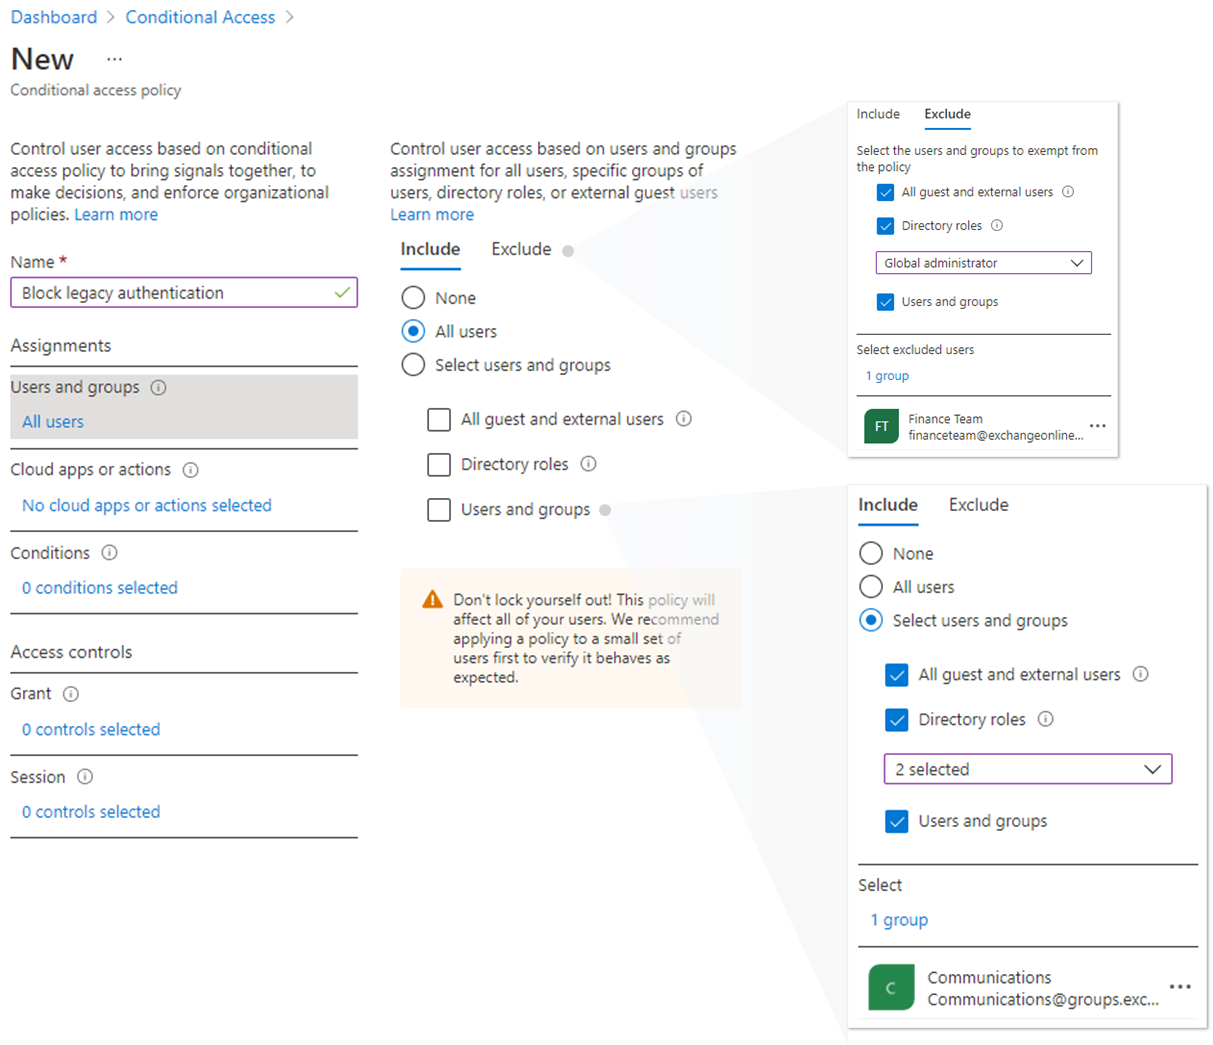 Dashboard > Conditional Access >
New ...
Conditional access policy
Control user access based on conditional
access policy to bring signals together, to
make decisions, and enforce organizational
policies. Learn more
Name *
Block legacy authentication
Assignments
Users and groups
All users
Cloud apps or actions
No cloud apps or actions selected
Conditions
0 conditions selected
Access controls
Grant
0 controls selected
Session
0 controls selected
Control user access based on users and groups
assignment for all users, specific groups of
users, directory roles, or external guest users
Learn more
Include Exclude
None
All users
Select users and groups
All guest and external users
Directory roles
Users and groups
Don't lock yourself out! This policy will
affect all of your users. We recommend
applying a policy to a small set of
users first to verify it behaves as
expected.
Include Exclude
Select the users and groups to exempt from
the policy
All guest and external users
Directory roles
Global administrator
Users and groups
Select excluded users
1 group
FT
Finance Team
financeteam@exchangeonline...
Include Exclude
None
All users
Select users and groups
All guest and external users
Directory roles
2 selected
Users and groups
Select
1 group
C
Communications
Communications@groups.exc...